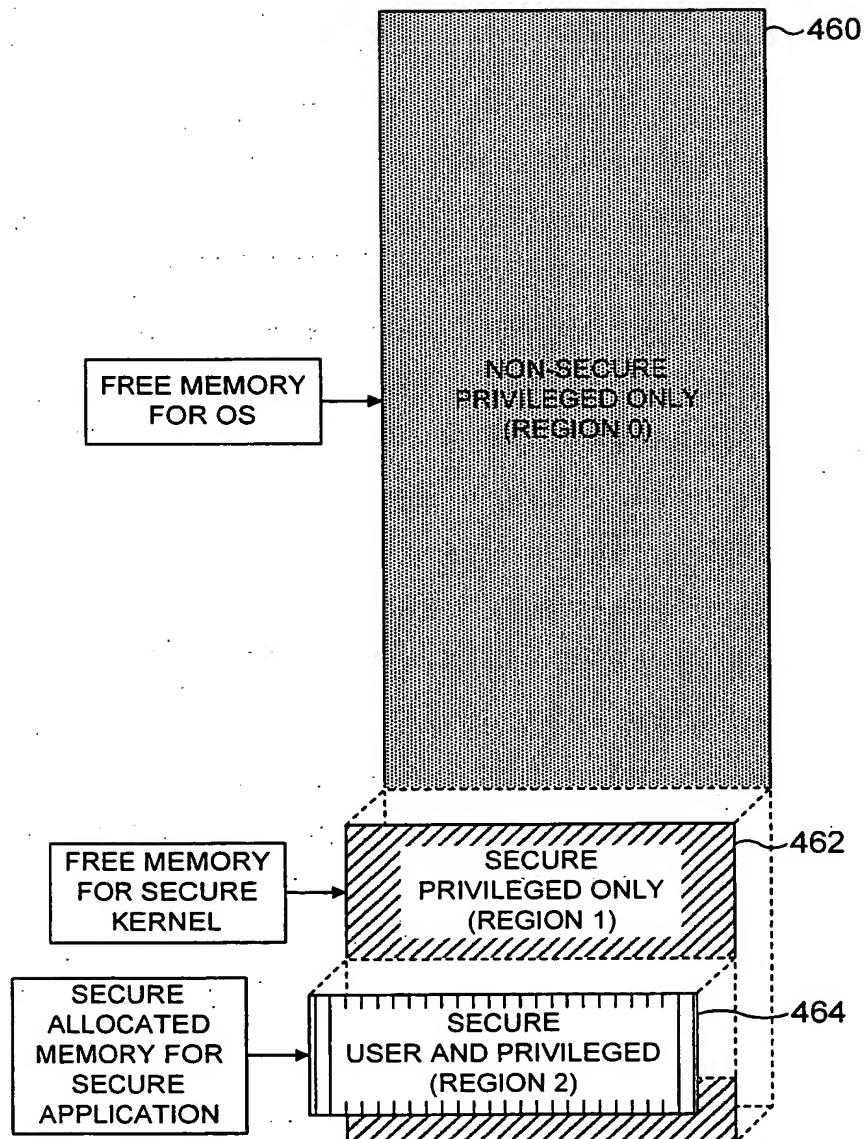 460
NON-SECURE
PRIVILEGED ONLY
(REGION 0)
FREE MEMORY
FOR OS
462
FREE MEMORY
FOR SECURE
KERNEL
SECURE
PRIVILEGED ONLY
(REGION 1)
464
SECURE
ALLOCATED
MEMORY FOR
SECURE
APPLICATION
SECURE
USER AND PRIVILEGED
(REGION 2)